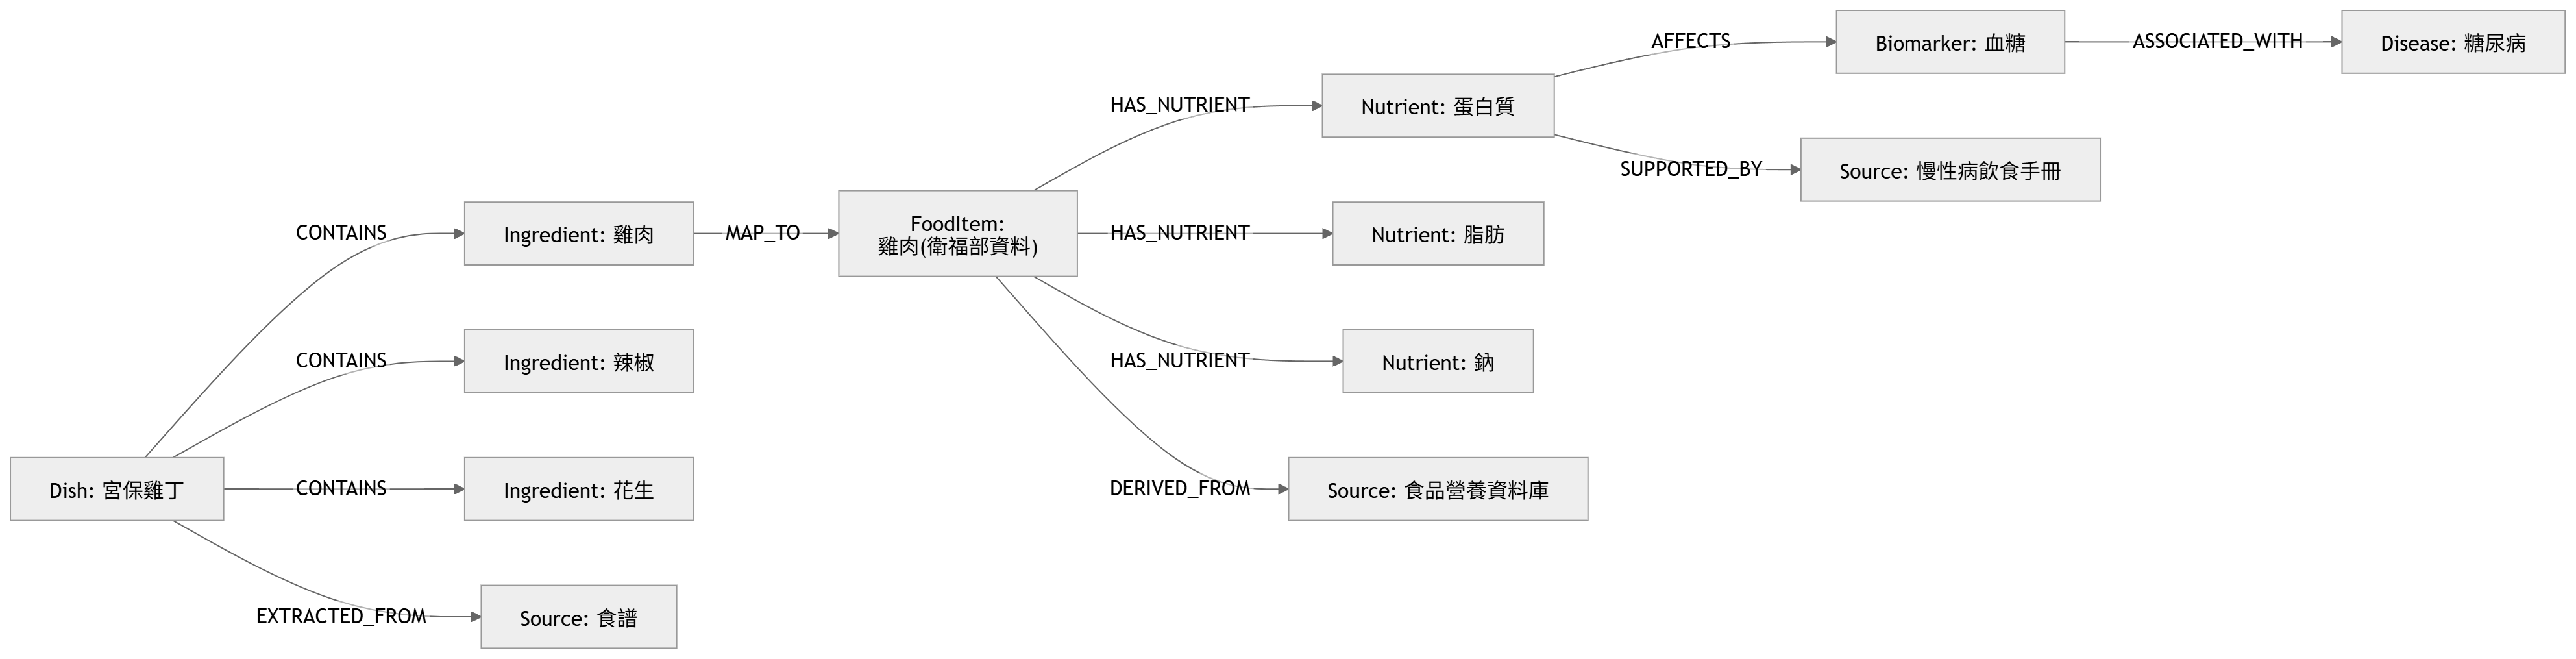 AFFECTS
Biomarker: 血糖
ASSOCIATED_WITH
Disease: 糖尿病
HAS_NUTRIENT
Nutrient: 蛋白質
SUPPORTED_BY
Source: 慢性病飲食手冊
CONTAINS
Ingredient: 雞肉
MAP_TO
FoodItem:
雞肉(衛福部資料)
HAS_NUTRIENT
Nutrient: 脂肪
CONTAINS
Ingredient: 辣椒
HAS_NUTRIENT
Nutrient: 鈉
Dish: 宮保雞丁
CONTAINS
Ingredient: 花生
DERIVED_FROM
Source: 食品營養資料庫
EXTRACTED_FROM
Source: 食譜